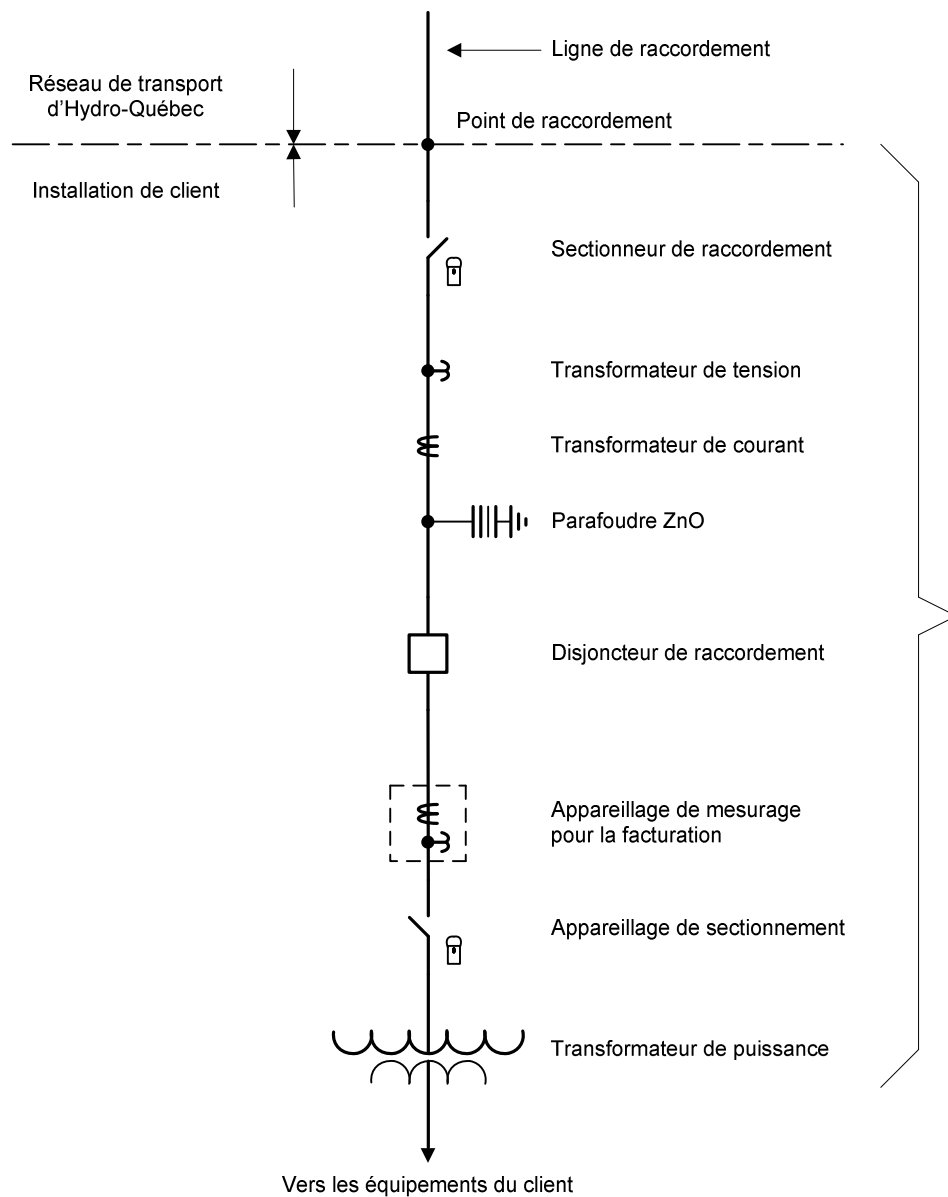 Ligne de raccordement
Réseau de transport
d'Hydro-Québec
Point de raccordement
Installation de client
Sectionneur de raccordement
Transformateur de tension
Transformateur de courant
Parafoudre ZnO
Disjoncteur de raccordement
Appareillage de mesurage
pour la facturation
Appareillage de sectionnement
Transformateur de puissance
Vers les équipements du client